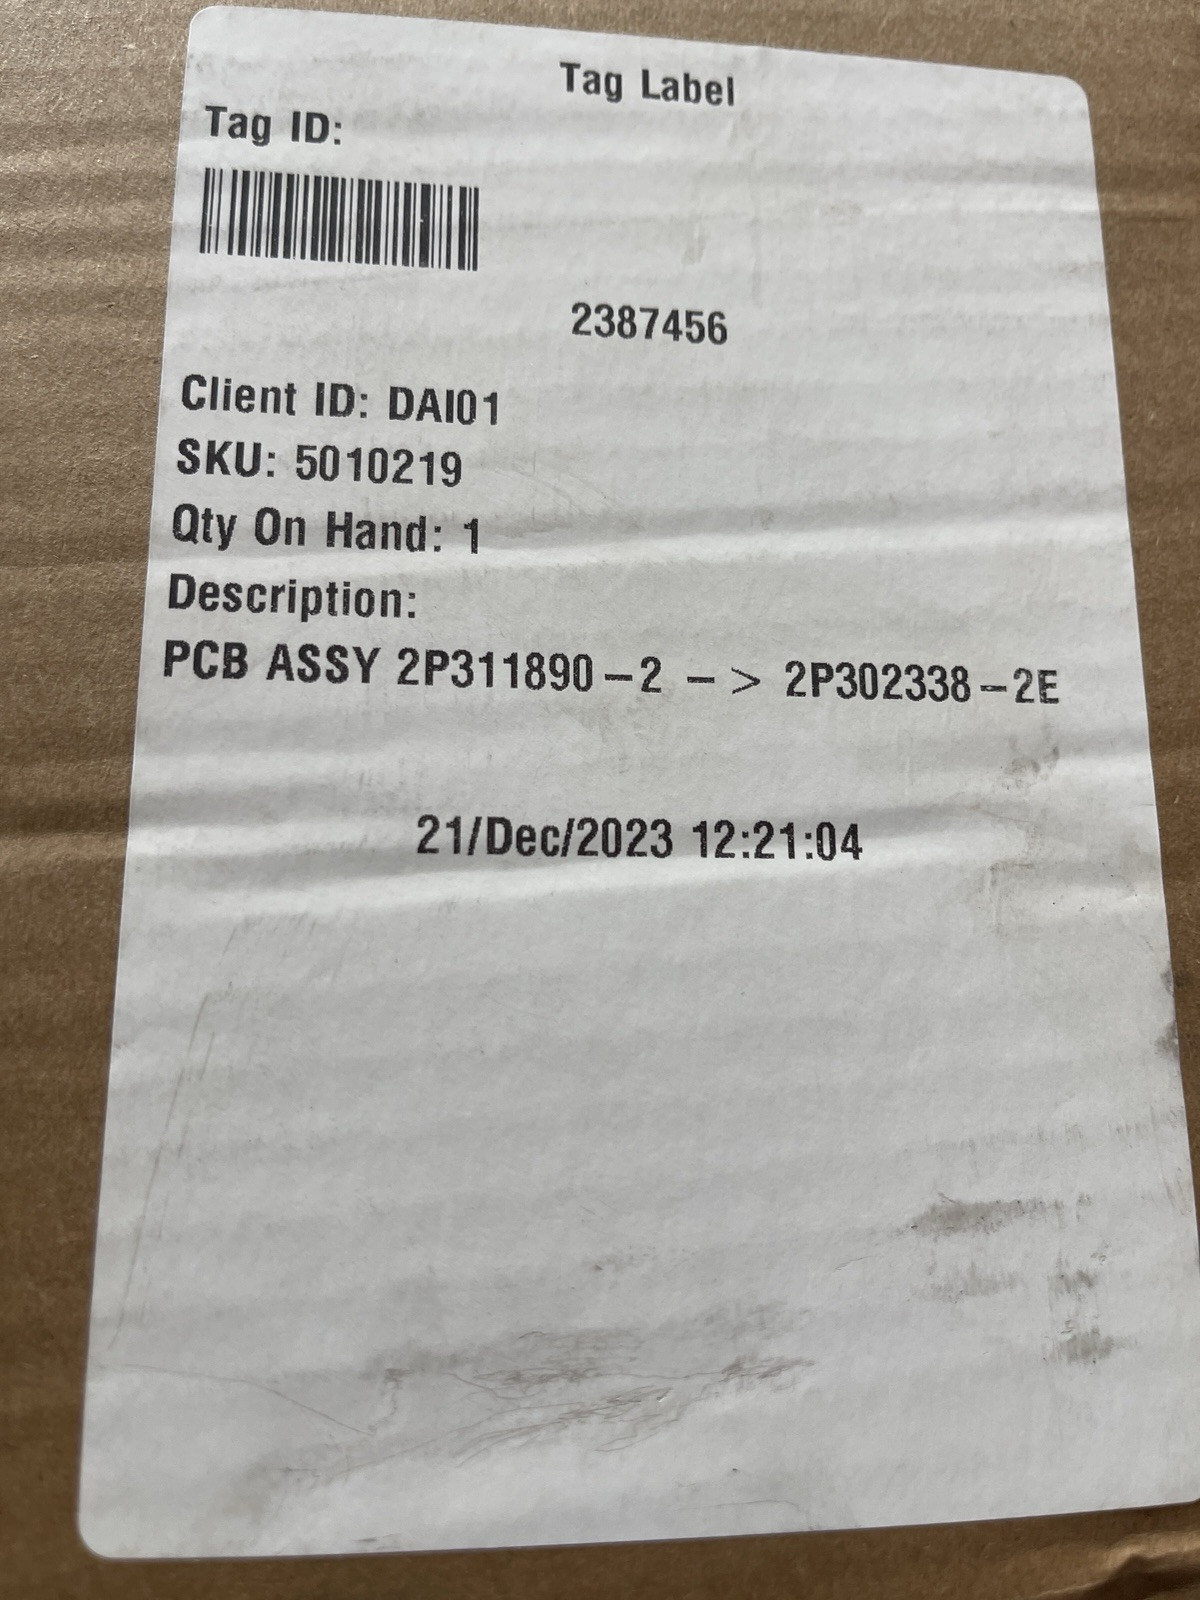 Tag Label
Tag ID:
2387456
Client ID: DAI01
SKU: 5010219
Qty On Hand: 1
Description:
PCB ASSY 2P311890-2 -> 2P302338-2E
21/Dec/2023 12:21:04